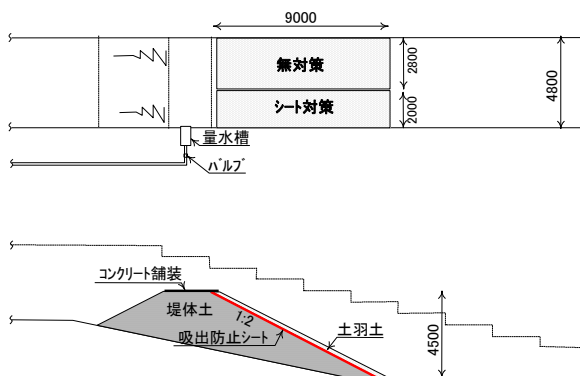 9000
無対策
2800
シート対策
2000
4800
量水槽
バルブ
コンクリート舗装
堤体土
1:2
土羽土
吸出防止シート
4500